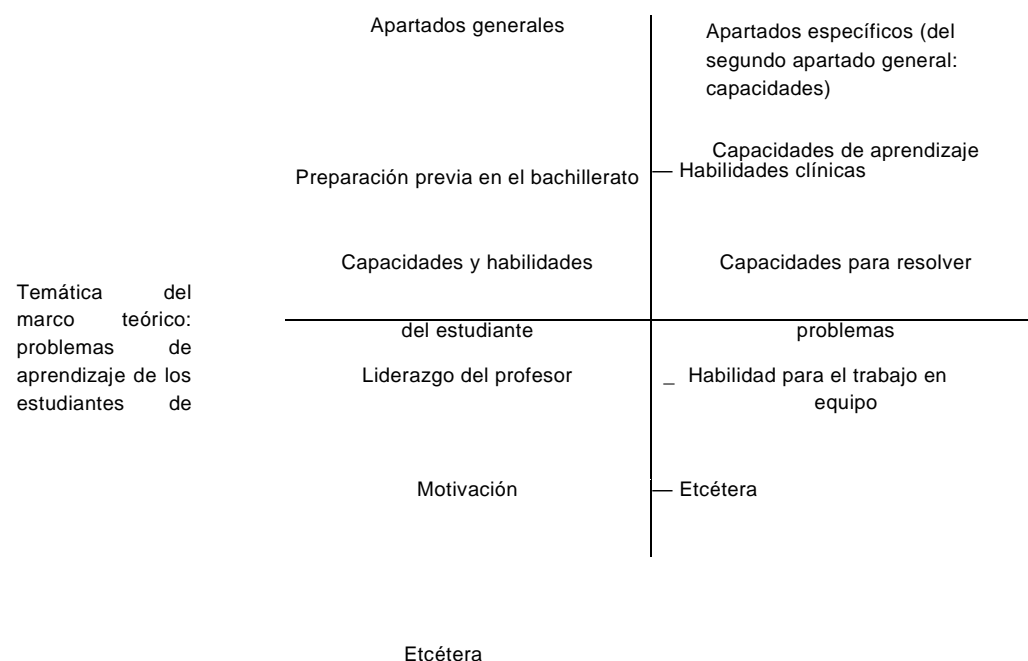 Apartados generales
Apartados específicos (del
segundo apartado general:
capacidades)
Capacidades de aprendizaje
Preparación previa en el bachillerato
— Habilidades clínicas
Capacidades y habilidades
Capacidades para resolver
Temática del
marco teórico:
problemas de
aprendizaje de los
estudiantes de
del estudiante
problemas
Liderazgo del profesor
_ Habilidad para el trabajo en
equipo
Motivación
— Etcétera
Etcétera